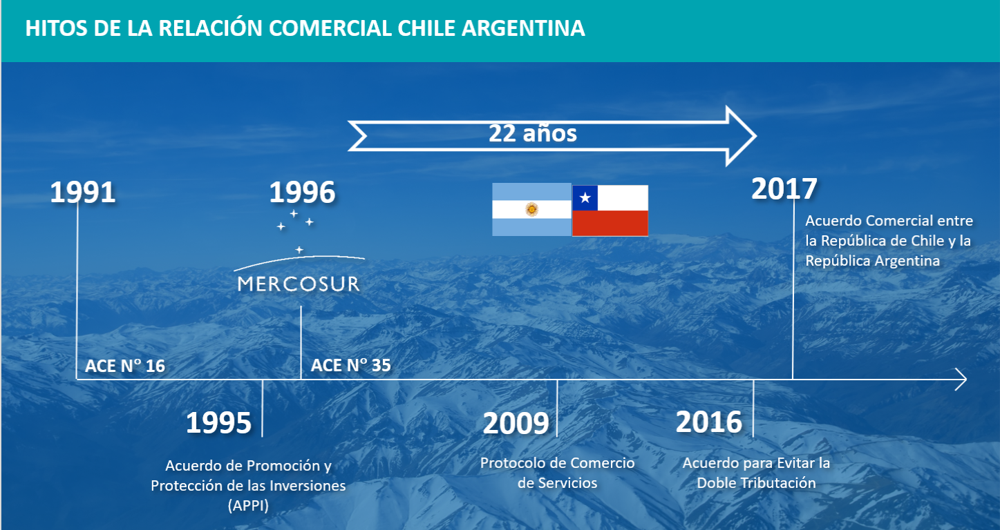 HITOS DE LA RELACIÓN COMERCIAL CHILE ARGENTINA
22 años
1991
1996
2017
MERCOSUR
Acuerdo Comercial entre
la República de Chile y la
República Argentina
ACE N° 16
ACE N° 35
1995
2009
2016
Acuerdo de Promoción y
Protección de las Inversiones
(APPI)
Protocolo de Comercio
de Servicios
Acuerdo para Evitar la
Doble Tributación